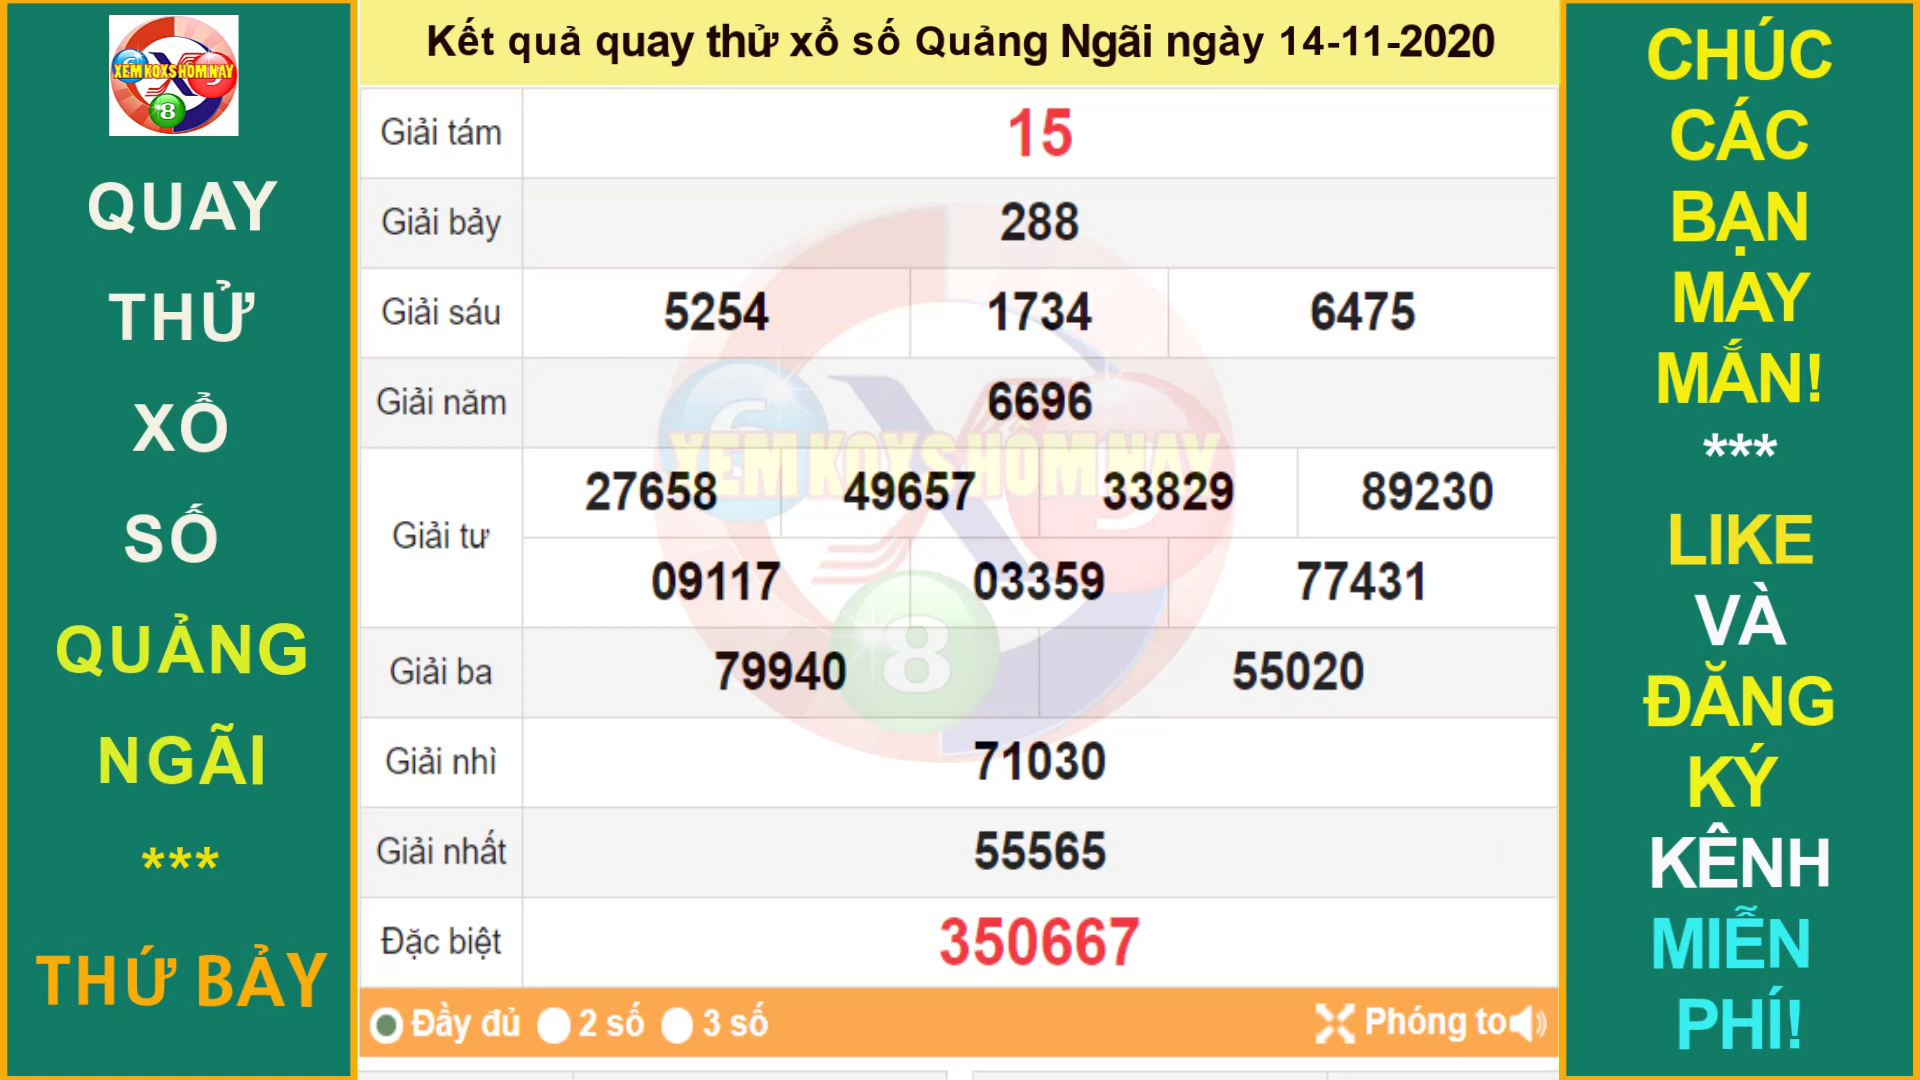 XEMKQXSHOMNAY
8
QUAY
THỬ
XỔ
SỐ
QUẢNG
NGÃI
***
THỨ BẢY
Kết quả quay thử xổ số Quảng Ngãi ngày 14-11-2020
Giải tám 15
Giải bảy 288
Giải sáu 5254 1734 6475
Giải năm 6696
Giải tư 27658 49657 33829 89230
09117 03359 77431
Giải ba 79940 55020
Giải nhì 71030
Giải nhất 55565
Đặc biệt 350667
XEM KQXS HÔM NAY
8
Đầy đủ 2 số 3 số Phóng to
CHÚC
CÁC
BẠN
MAY
MẮN!
***
LIKE
VÀ
ĐĂNG
KÝ
KÊNH
MIỄN
PHÍ!